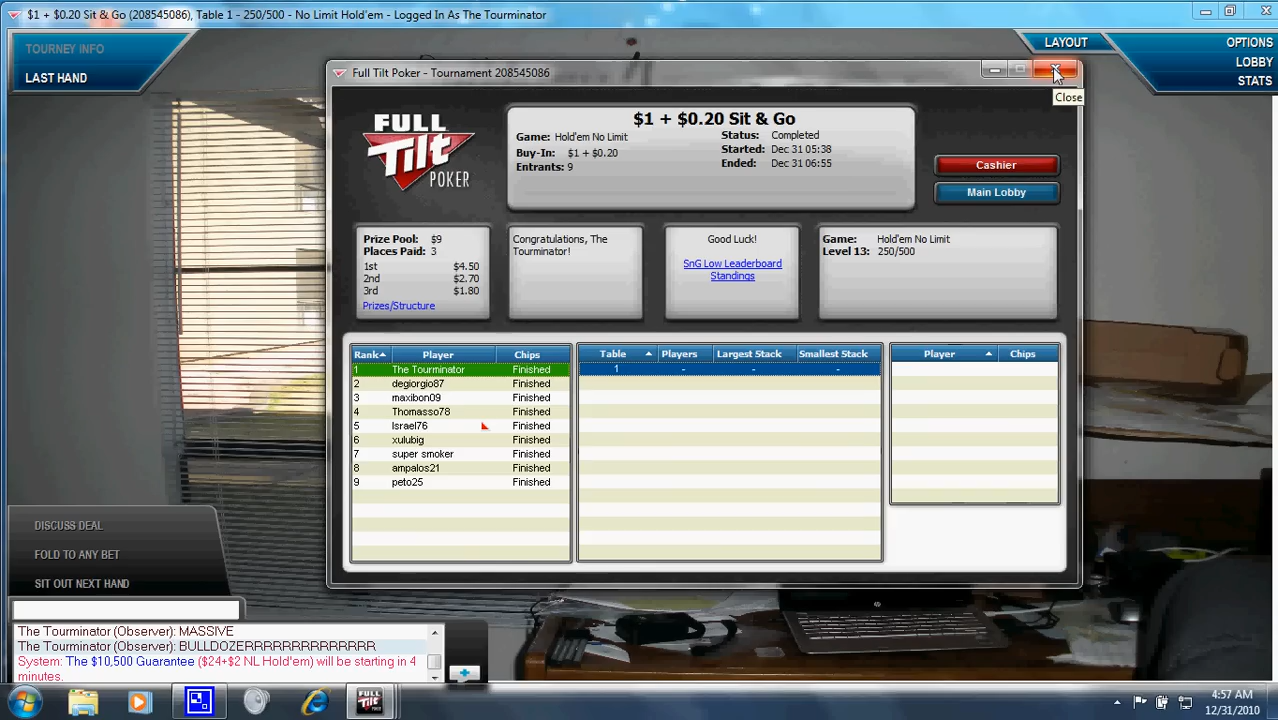 $1 + $0.20 Sit & Go (208545086), Table 1 - 250/500 - No Limit Hold'em - Logged In As The Tourminator
TOURNEY INFO
LAST HAND
LAYOUT
OPTIONS
LOBBY
STATS
Full Tilt Poker - Tournament 208545086
Close
FULL
Tilt
POKER
$1 + $0.20 Sit & Go
Game: Hold'em No Limit
Buy-In: $1 + $0.20
Entrants: 9
Status: Completed
Started: Dec 31 05:38
Ended: Dec 31 06:55
Cashier
Main Lobby
Prize Pool: $9
Places Paid: 3
1st $4.50
2nd $2.70
3rd $1.80
Prizes/Structure
Congratulations, The
Tourminator!
Good Luck!
SnG Low Leaderboard
Standings
Game: Hold'em No Limit
Level 13: 250/500
Rank Player Chips
1 The Tourminator Finished
2 degiorgio87 Finished
3 maxibon09 Finished
4 Thomasso78 Finished
5 Israel76 Finished
6 xulubig Finished
7 super smoker Finished
8 ampalos21 Finished
9 peto25 Finished
Table Players Largest Stack Smallest Stack
1 - - -
Player Chips
DISCUSS DEAL
FOLD TO ANY BET
SIT OUT NEXT HAND
The Tourminator (Observer): MASSIVE
The Tourminator (Observer): BULLDOZERRRRRRRRRRRRRRR
System: The $10,500 Guarantee ($24+$2 NL Hold'em) will be starting in 4
minutes.
FULL
Tilt
POKER
4:57 AM
12/31/2010